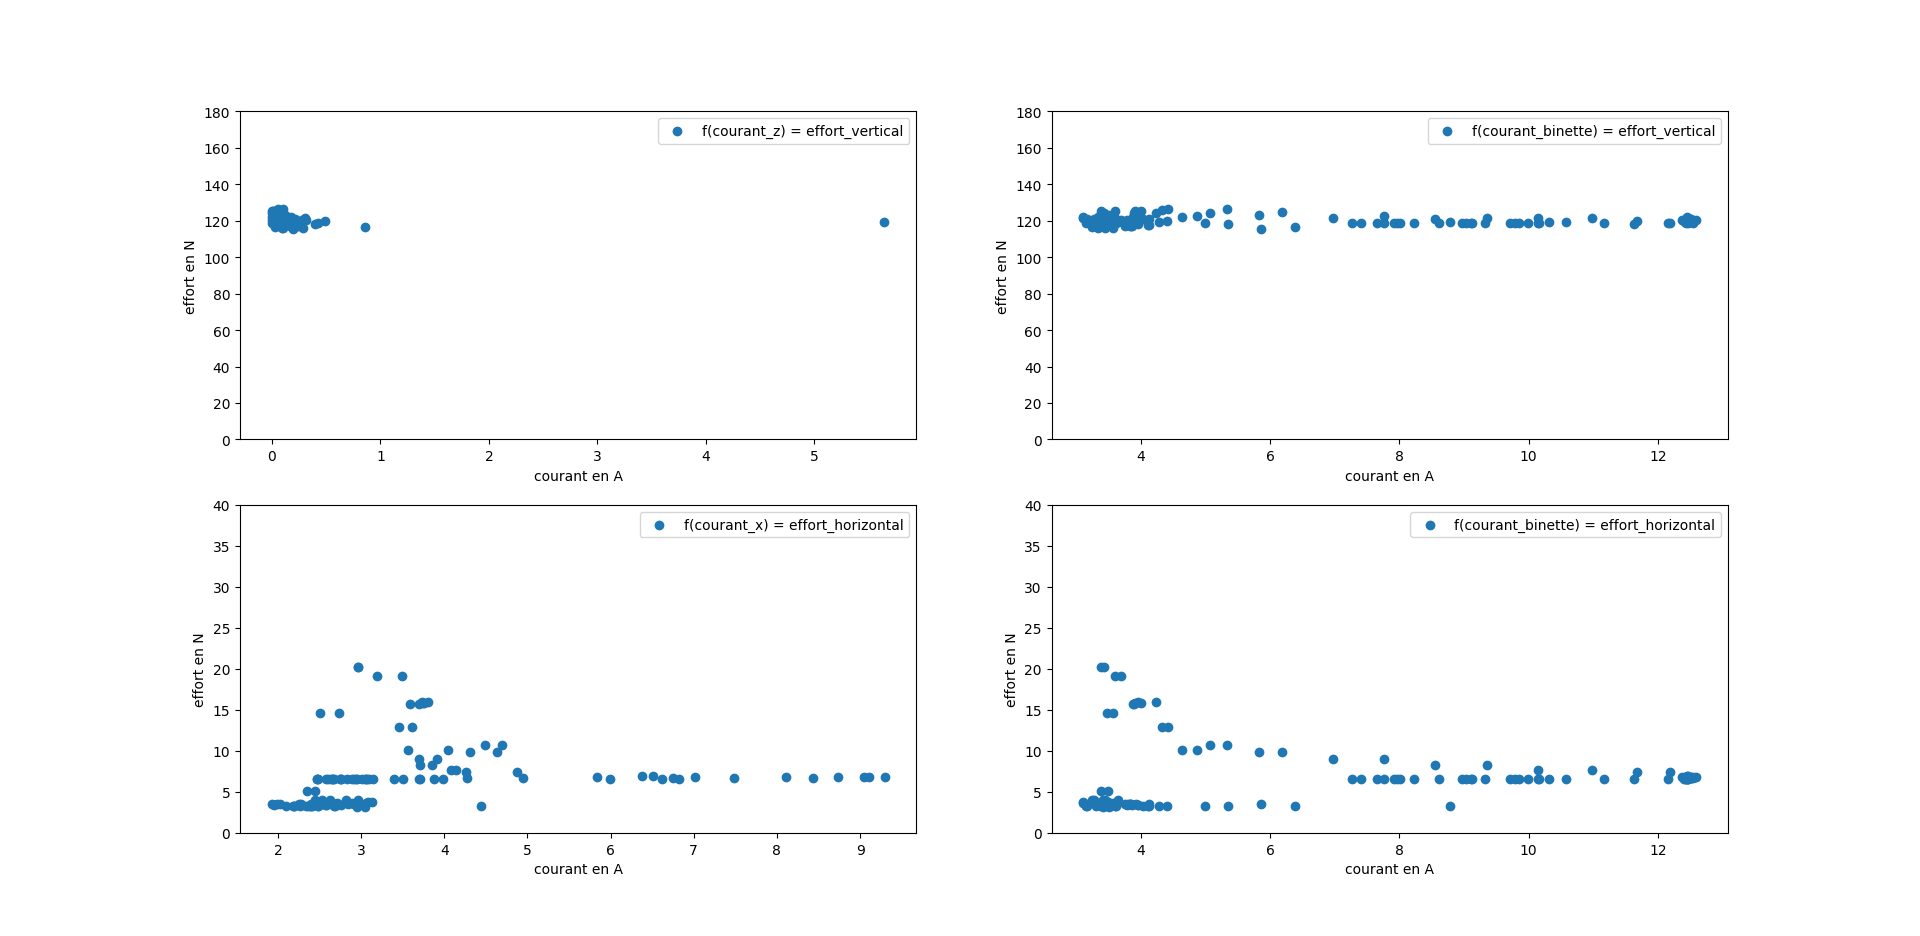 f(courant_z) = effort_vertical
180
160
140
120
100
80
60
40
20
0
effort en N
0 1 2 3 4 5
courant en A
f(courant_binette) = effort_vertical
180
160
140
120
100
80
60
40
20
0
effort en N
4 6 8 10 12
courant en A
f(courant_x) = effort_horizontal
40
35
30
25
20
15
10
5
0
effort en N
2 3 4 5 6 7 8 9
courant en A
f(courant_binette) = effort_horizontal
40
35
30
25
20
15
10
5
0
effort en N
4 6 8 10 12
courant en A